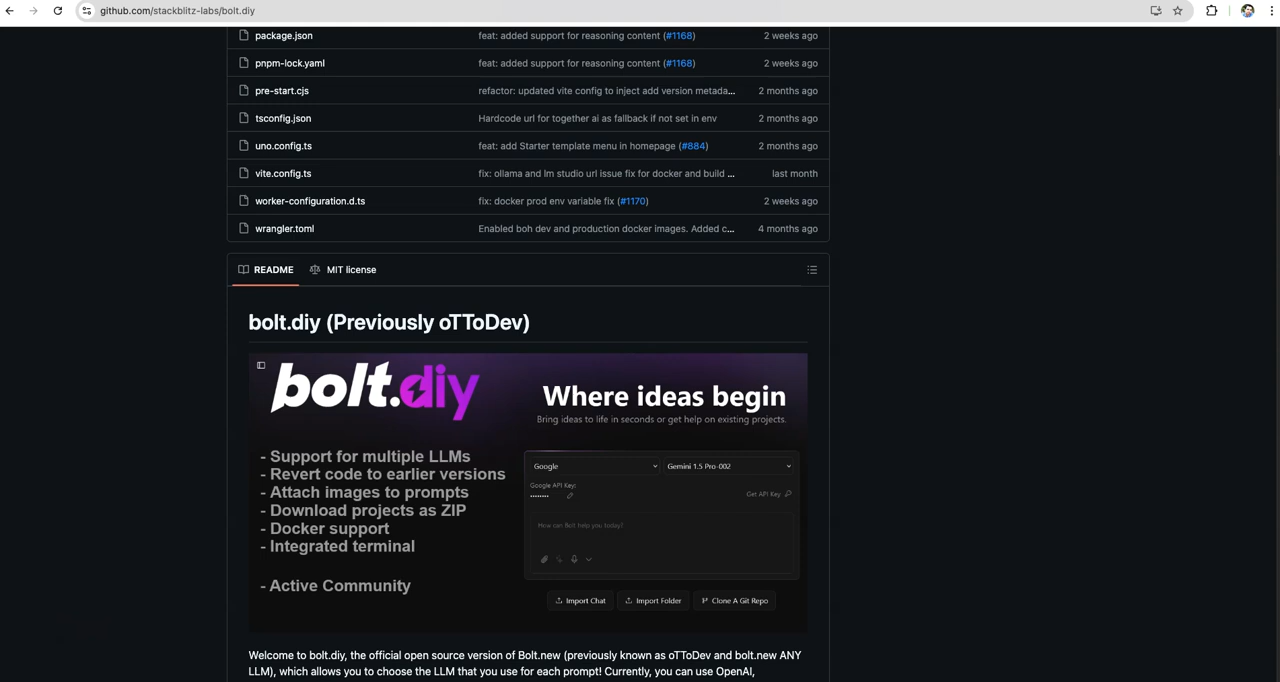 github.com/stackblitz-labs/bolt.diy
package.json feat: added support for reasoning content (#1168) 2 weeks ago
pnpm-lock.yaml feat: added support for reasoning content (#1168) 2 weeks ago
pre-start.cjs refactor: updated vite config to inject add version metada... 2 months ago
tsconfig.json Hardcode url for together ai as fallback if not set in env 2 months ago
uno.config.ts feat: add Starter template menu in homepage (#884) 2 months ago
vite.config.ts fix: ollama and lm studio url issue fix for docker and build ... last month
worker-configuration.d.ts fix: docker prod env variable fix (#1170) 2 weeks ago
wrangler.toml Enabled boh dev and production docker images. Added c... 4 months ago
README MIT license
bolt.diy (Previously oTToDev)
bolt.diy
Where ideas begin
Bring ideas to life in seconds or get help on existing projects.
- Support for multiple LLMs
- Revert code to earlier versions
- Attach images to prompts
- Download projects as ZIP
- Docker support
- Integrated terminal
- Active Community
Google Gemini 1.5 Pro-002
Google API Key:
•••••••• Get API Key
How can Bolt help you today?
Import Chat Import Folder Clone A Git Repo
Welcome to bolt.diy, the official open source version of Bolt.new (previously known as oTToDev and bolt.new ANY
LLM), which allows you to choose the LLM that you use for each prompt! Currently, you can use OpenAI,